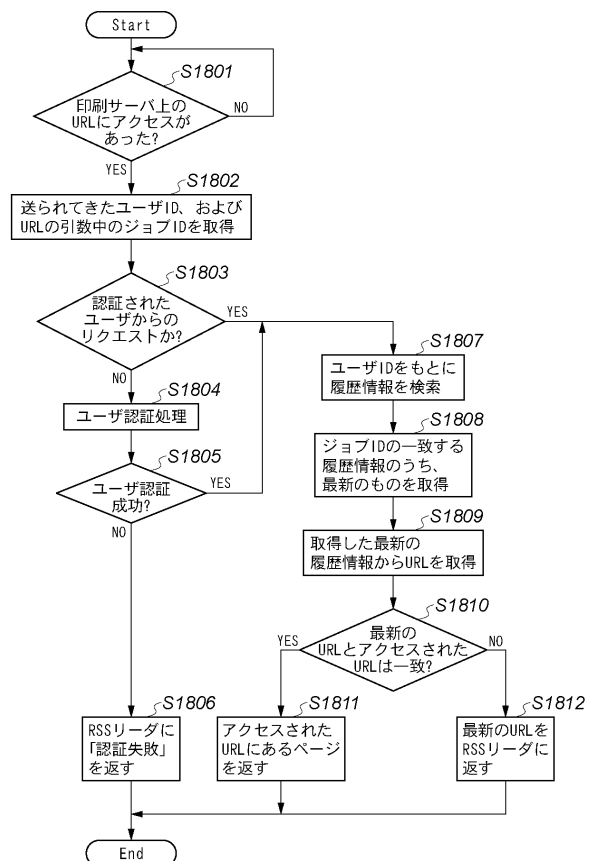 Start
S1801
印刷サーバ上の
URLにアクセスが
あった?
NO
YES
S1802
送られてきたユーザID、および
URLの引数中のジョブIDを取得
S1803
認証された
ユーザからの
リクエストか?
YES
NO
S1804
ユーザ認証処理
S1805
ユーザ認証
成功?
YES
NO
S1806
RSSリーダに
「認証失敗」
を返す
S1807
ユーザIDをもとに
履歴情報を検索
S1808
ジョブIDの一致する
履歴情報のうち、
最新のものを取得
S1809
取得した最新の
履歴情報からURLを取得
S1810
最新の
URLとアクセスされた
URLは一致?
YES
NO
S1811
アクセスされた
URLにあるページ
を返す
S1812
最新のURLを
RSSリーダに
返す
End